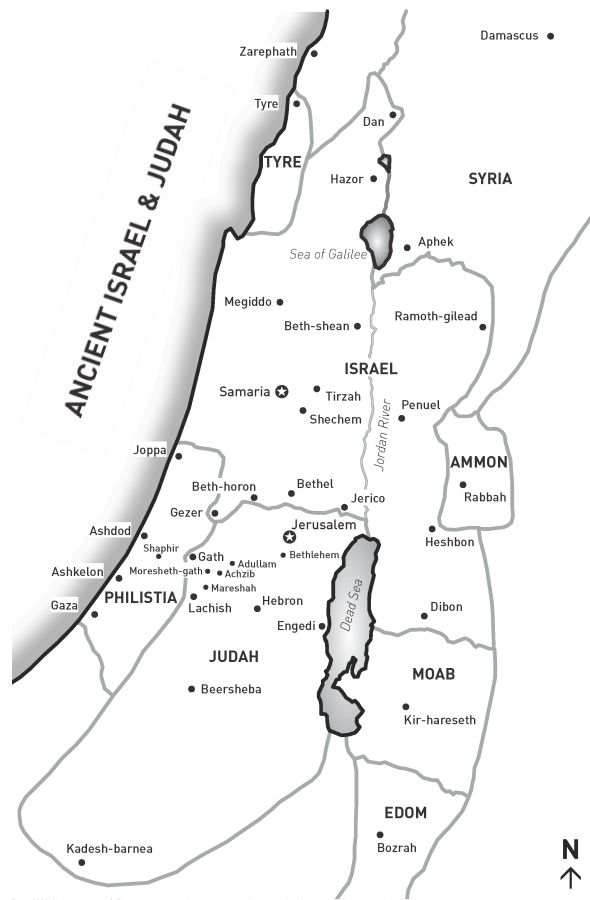 Damascus
Zarephath
Tyre
Dan
TYRE
Hazor
SYRIA
ANCIENT ISRAEL & JUDAH
Aphek
Sea of Galilee
Megiddo
Ramoth-gilead
Beth-shean
ISRAEL
Samaria
Tirzah
Penuel
Shechem
Jordan River
Joppa
AMMON
Bethel
Beth-horon
Rabbah
Jerico
Gezer
Jerusalem
Ashdod
Heshbon
Shaphir
Bethlehem
Gath
Adullam
Moresheth-gath
Achzib
Ashkelon
Mareshah
PHILISTIA
Dead Sea
Gaza
Lachish
Hebron
Dibon
Engedi
JUDAH
MOAB
Beersheba
Kir-hareseth
EDOM
Bozrah
Kadesh-barnea
N